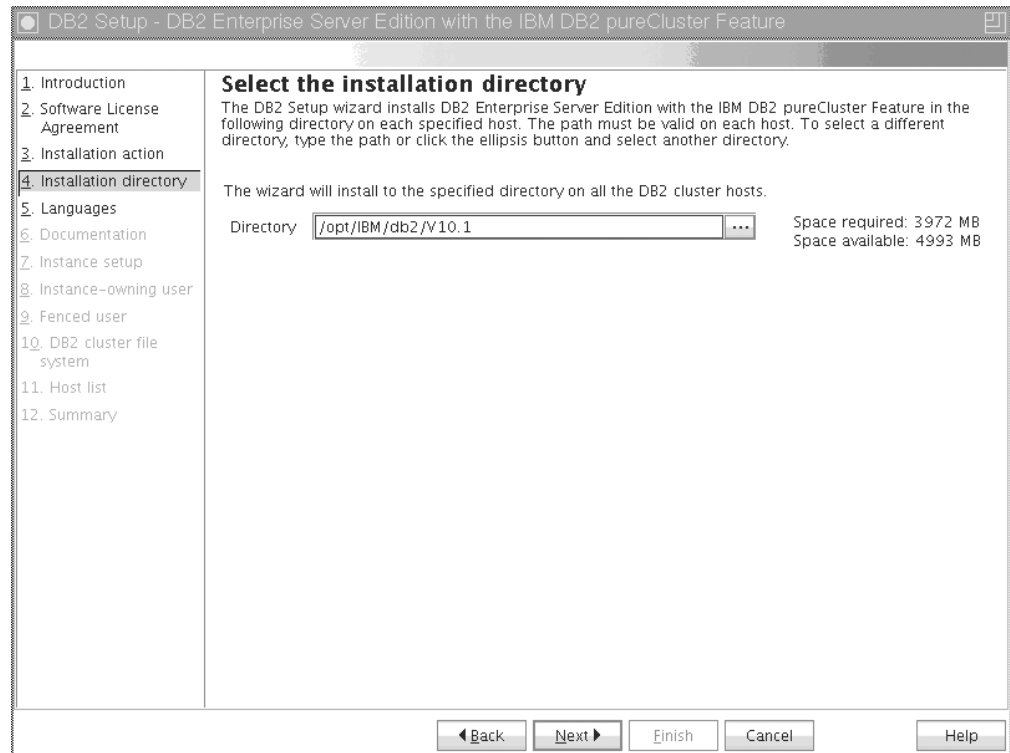 DB2 Setup - DB2 Enterprise Server Edition with the IBM DB2 pureCluster Feature
1. Introduction
2. Software License
Agreement
3. Installation action
4. Installation directory
5. Languages
6. Documentation
7. Instance setup
8. Instance-owning user
9. Fenced user
10. DB2 cluster file
system
11. Host list
12. Summary
Select the installation directory
The DB2 Setup wizard installs DB2 Enterprise Server Edition with the IBM DB2 pureCluster Feature in the
following directory on each specified host. The path must be valid on each host. To select a different
directory, type the path or click the ellipsis button and select another directory.
The wizard will install to the specified directory on all the DB2 cluster hosts.
Directory /opt/IBM/db2/V10.1 ...
Space required: 3972 MB
Space available: 4993 MB
Back Next Finish Cancel Help